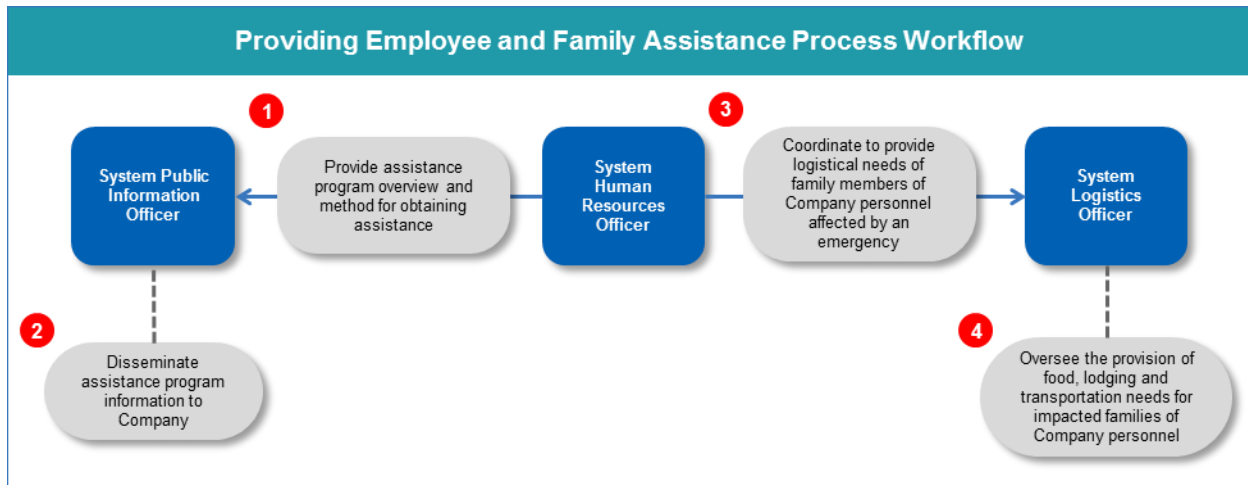 Providing Employee and Family Assistance Process Workflow
1
3
System Public
Information
Officer
Provide assistance
program overview and
method for obtaining
assistance
System
Human
Resources
Officer
Coordinate to provide
logistical needs of
family members of
Company personnel
affected by an
emergency
System
Logistics
Officer
2
Disseminate
assistance program
information to
Company
4
Oversee the provision of
food, lodging and
transportation needs for
impacted families of
Company personnel